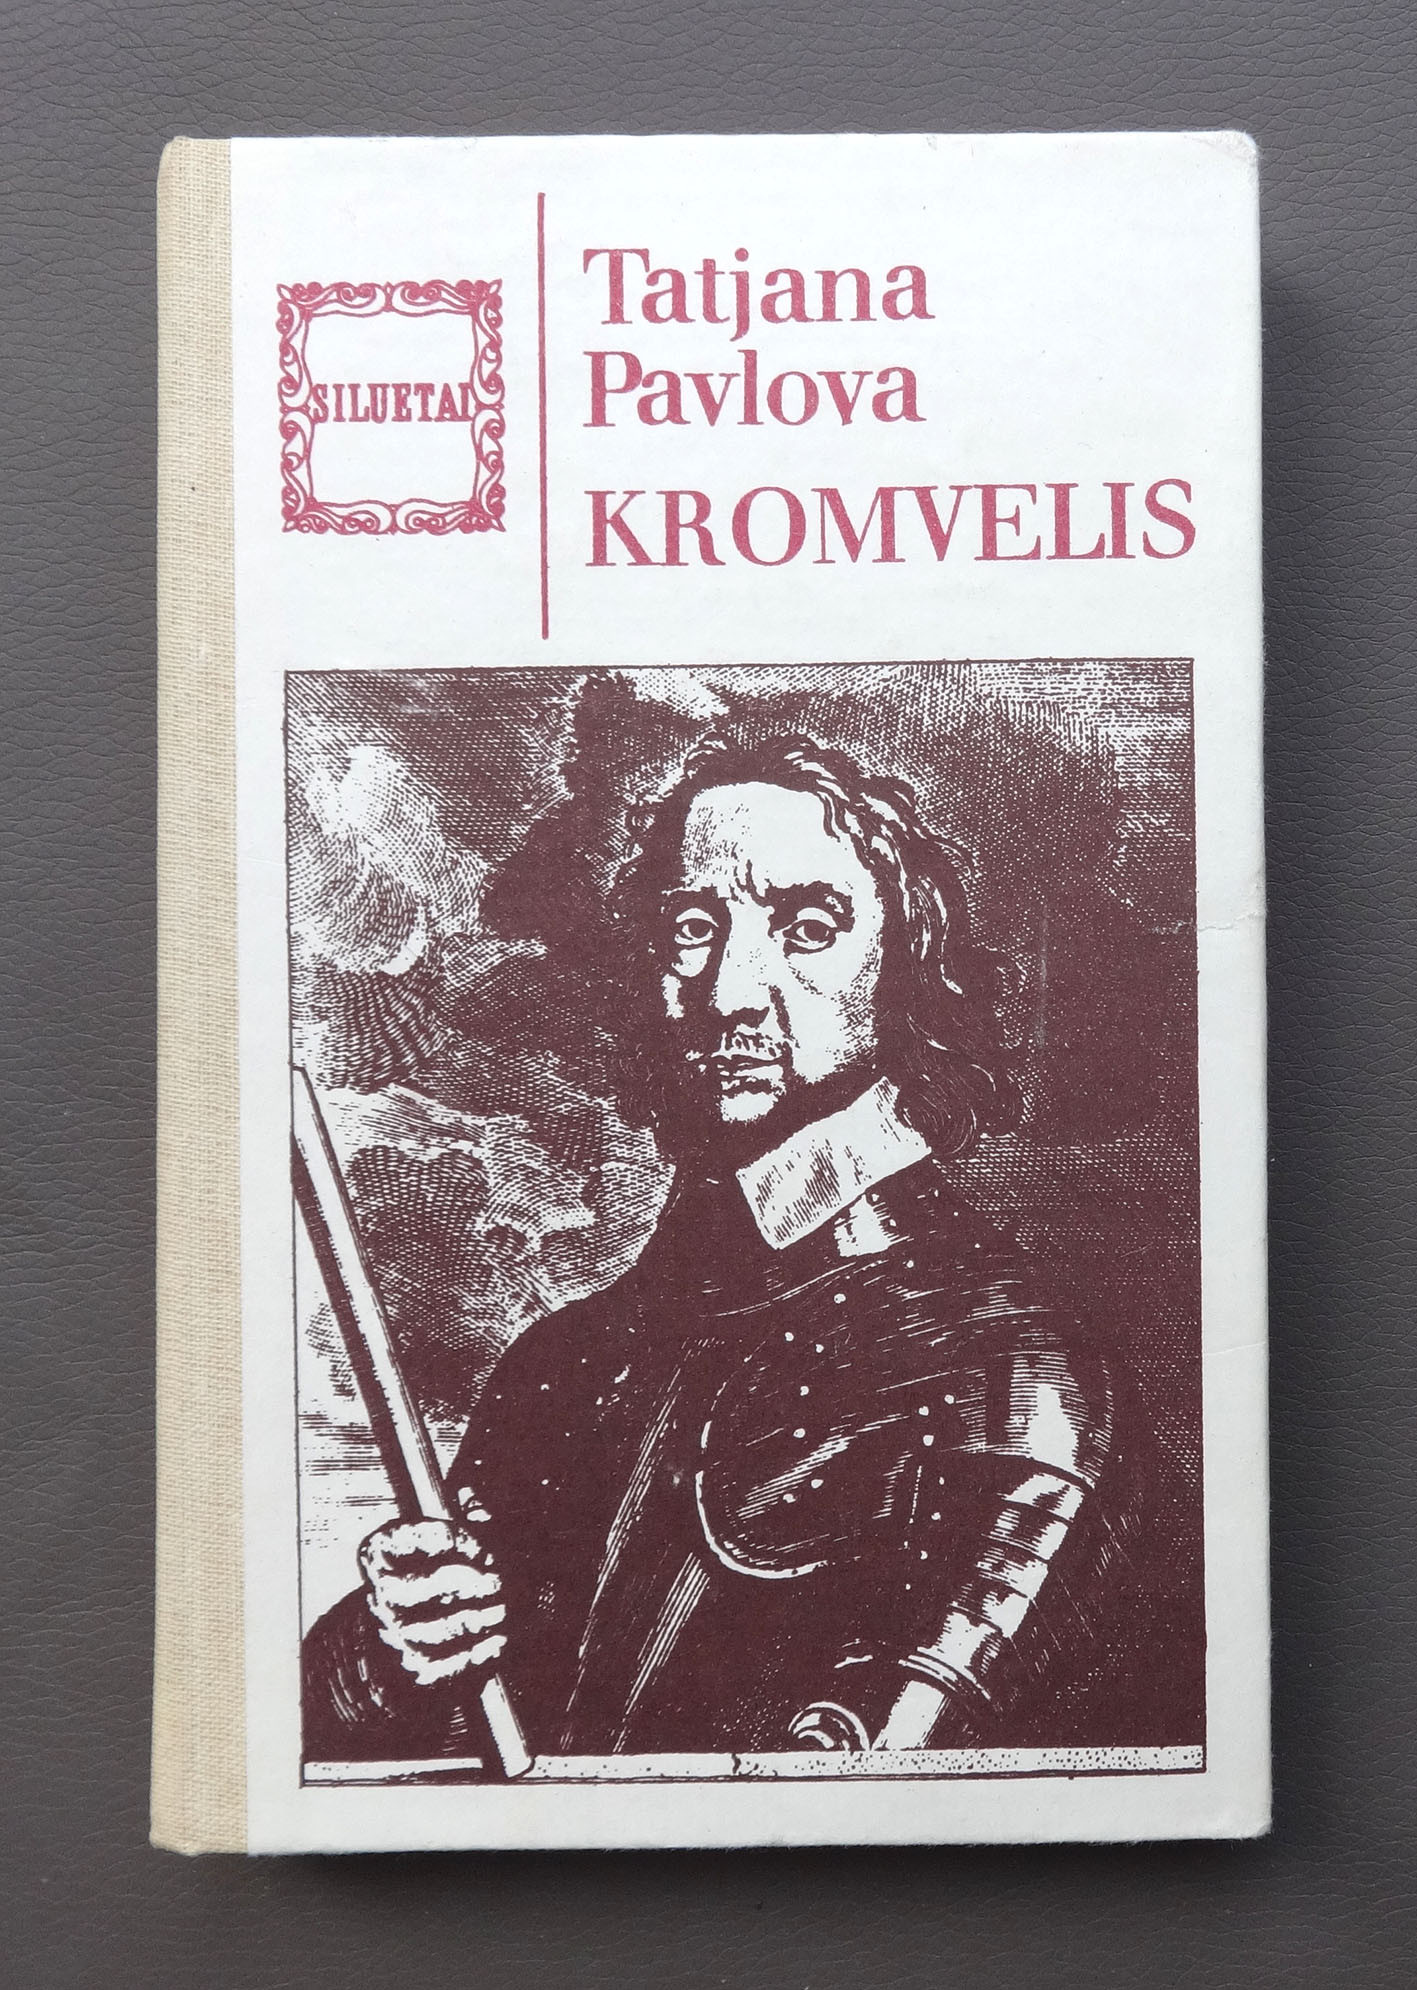 SILUETAI
Tatjana
Pavlova
KROMVELIS